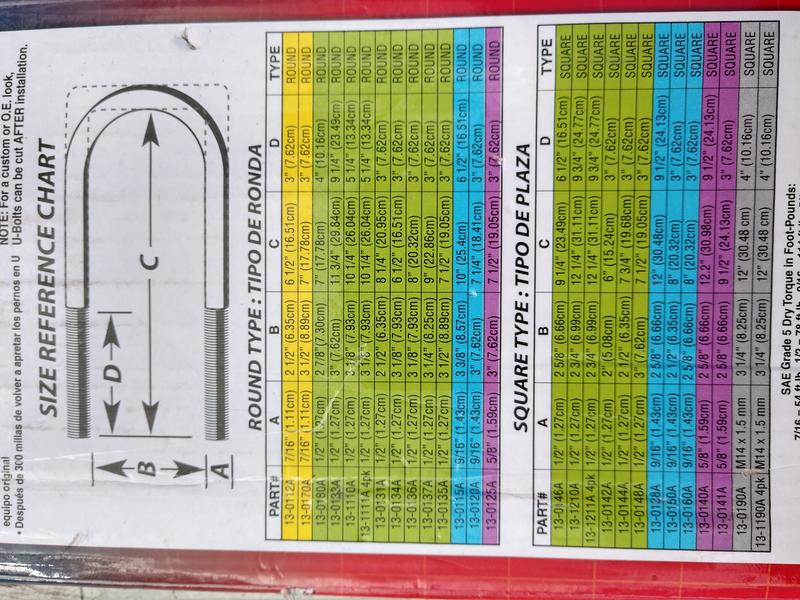 NOTE: For a custom or O.E. look,
equipo original
• Después de 300 millas de volver a apretar los pernos en U
U-Bolts can be cut AFTER installation.
SIZE REFERENCE CHART
D
C
B
A
ROUND TYPE : TIPO DE RONDA
PART# A B C D TYPE
13-0112A 7/16" (1.11cm) 2 1/2" (6.35cm) 6 1/2" (16.51cm) 3" (7.62cm) ROUND
13-0170A 7/16" (1.11cm) 3 1/2" (8.89cm) 7" (17.78cm) 3" (7.62cm) ROUND
13-0180A 1/2" (1.27cm) 2 7/8 (7.30cm) 7" (17.78cm) 4" (10.16cm) ROUND
13-0133A 1/2" (1.27cm) 3" (7.62cm) 11 3/4" (29.84cm) 9 1/4" (23.49cm) ROUND
13-1110A 1/2" (1.27cm) 3 1/8" (7.93cm) 10 1/4" (26.04cm) 5 1/4" (13.34cm) ROUND
13-1111A 4pk 1/2" (1.27cm) 3 1/8" (7.93cm) 10 1/4" (26.04cm) 5 1/4" (13.34cm) ROUND
13-0131A 1/2" (1.27cm) 2 1/2" (6.35cm) 8 1/4" (20.95cm) 3" (7.62cm) ROUND
13-0134A 1/2" (1.27cm) 3 1/8" (7.93cm) 6 1/2" (16.51cm) 3" (7.62cm) ROUND
13-0136A 1/2" (1.27cm) 3 1/8" (7.93cm) 8" (20.32cm) 3" (7.62cm) ROUND
13-0137A 1/2" (1.27cm) 3 1/4" (8.25cm) 9" (22.86cm) 3" (7.62cm) ROUND
13-0135A 1/2" (1.27cm) 3 1/2" (8.89cm) 7 1/2" (19.05cm) 3" (7.62cm) ROUND
13-0115A 9/16" (1.43cm) 3 3/8" (8.57cm) 10" (25.4cm) 6 1/2" (16.51cm) ROUND
13-0120A 9/16" (1.43cm) 3" (7.62cm) 7 1/4" (18.41cm) 3" (7.62cm) ROUND
13-0125A 5/8" (1.59cm) 3" (7.62cm) 7 1/2" (19.05cm) 3" (7.62cm) ROUND
SQUARE TYPE : TIPO DE PLAZA
PART# A B C D TYPE
13-0146A 1/2" (1.27cm) 2 5/8" (6.66cm) 9 1/4" (23.49cm) 6 1/2" (16.51cm) SQUARE
13-1210A 1/2" (1.27cm) 2 3/4" (6.99cm) 12 1/4" (31.11cm) 9 3/4" (24.77cm) SQUARE
13-1211A 4pk 1/2" (1.27cm) 2 3/4" (6.99cm) 12 1/4" (31.11cm) 9 3/4" (24.77cm) SQUARE
13-0142A 1/2" (1.27cm) 2" (5.08cm) 6" (15.24cm) 3" (7.62cm) SQUARE
13-0144A 1/2" (1.27cm) 2 1/2" (6.35cm) 7 3/4" (19.68cm) 3" (7.62cm) SQUARE
13-0148A 1/2" (1.27cm) 3" (7.62cm) 7 1/2" (19.05cm) 3" (7.62cm) SQUARE
13-0138A 9/16" (1.43cm) 2 5/8" (6.66cm) 12" (30.48cm) 9 1/2" (24.13cm) SQUARE
13-0150A 9/16" (1.43cm) 2 1/2" (6.35cm) 8" (20.32cm) 3" (7.62cm) SQUARE
13-0160A 9/16" (1.43cm) 2 5/8" (6.66cm) 8" (20.32cm) 3" (7.62cm) SQUARE
13-0140A 5/8" (1.59cm) 2 5/8" (6.66cm) 12.2" (30.98cm) 9 1/2" (24.13cm) SQUARE
13-0141A 5/8" (1.59cm) 2 5/8" (6.66cm) 9 1/2" (24.13cm) 3" (7.62cm) SQUARE
13-0190A M14 x 1.5 mm 3 1/4" (8.25cm) 12" (30.48 cm) 4" (10.16cm) SQUARE
13-1190A 4pk M14 x 1.5 mm 3 1/4" (8.25cm) 12" (30.48 cm) 4" (10.16cm) SQUARE
SAE Grade 5 Dry Torque in Foot-Pounds: